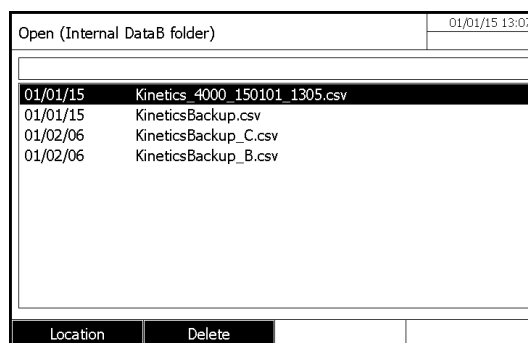 Open (Internal DataB folder)
01/01/15 13:07
01/01/15 Kinetics_4000_150101_1305.csv
01/01/15 KineticsBackup.csv
01/02/06 KineticsBackup_C.csv
01/02/06 KineticsBackup_B.csv
Location Delete